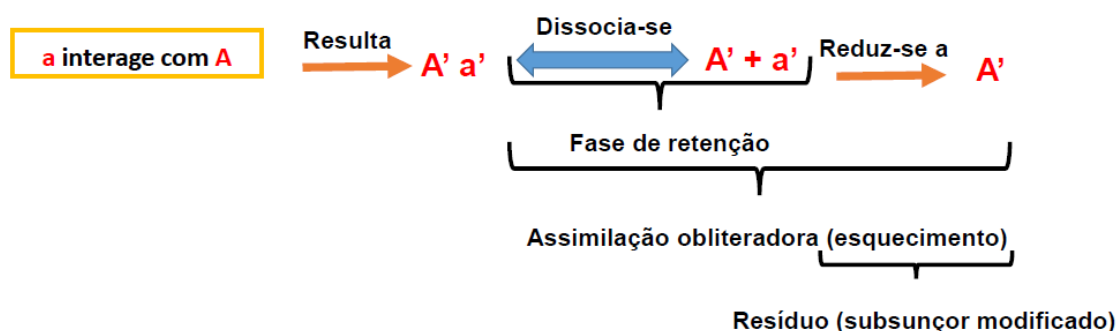 a interage com A
Resulta
A' a'
Dissocia-se
A' + a'
Reduz-se a
A'
Fase de retenção
Assimilação obliteradora (esquecimento)
Resíduo (subsunçor modificado)